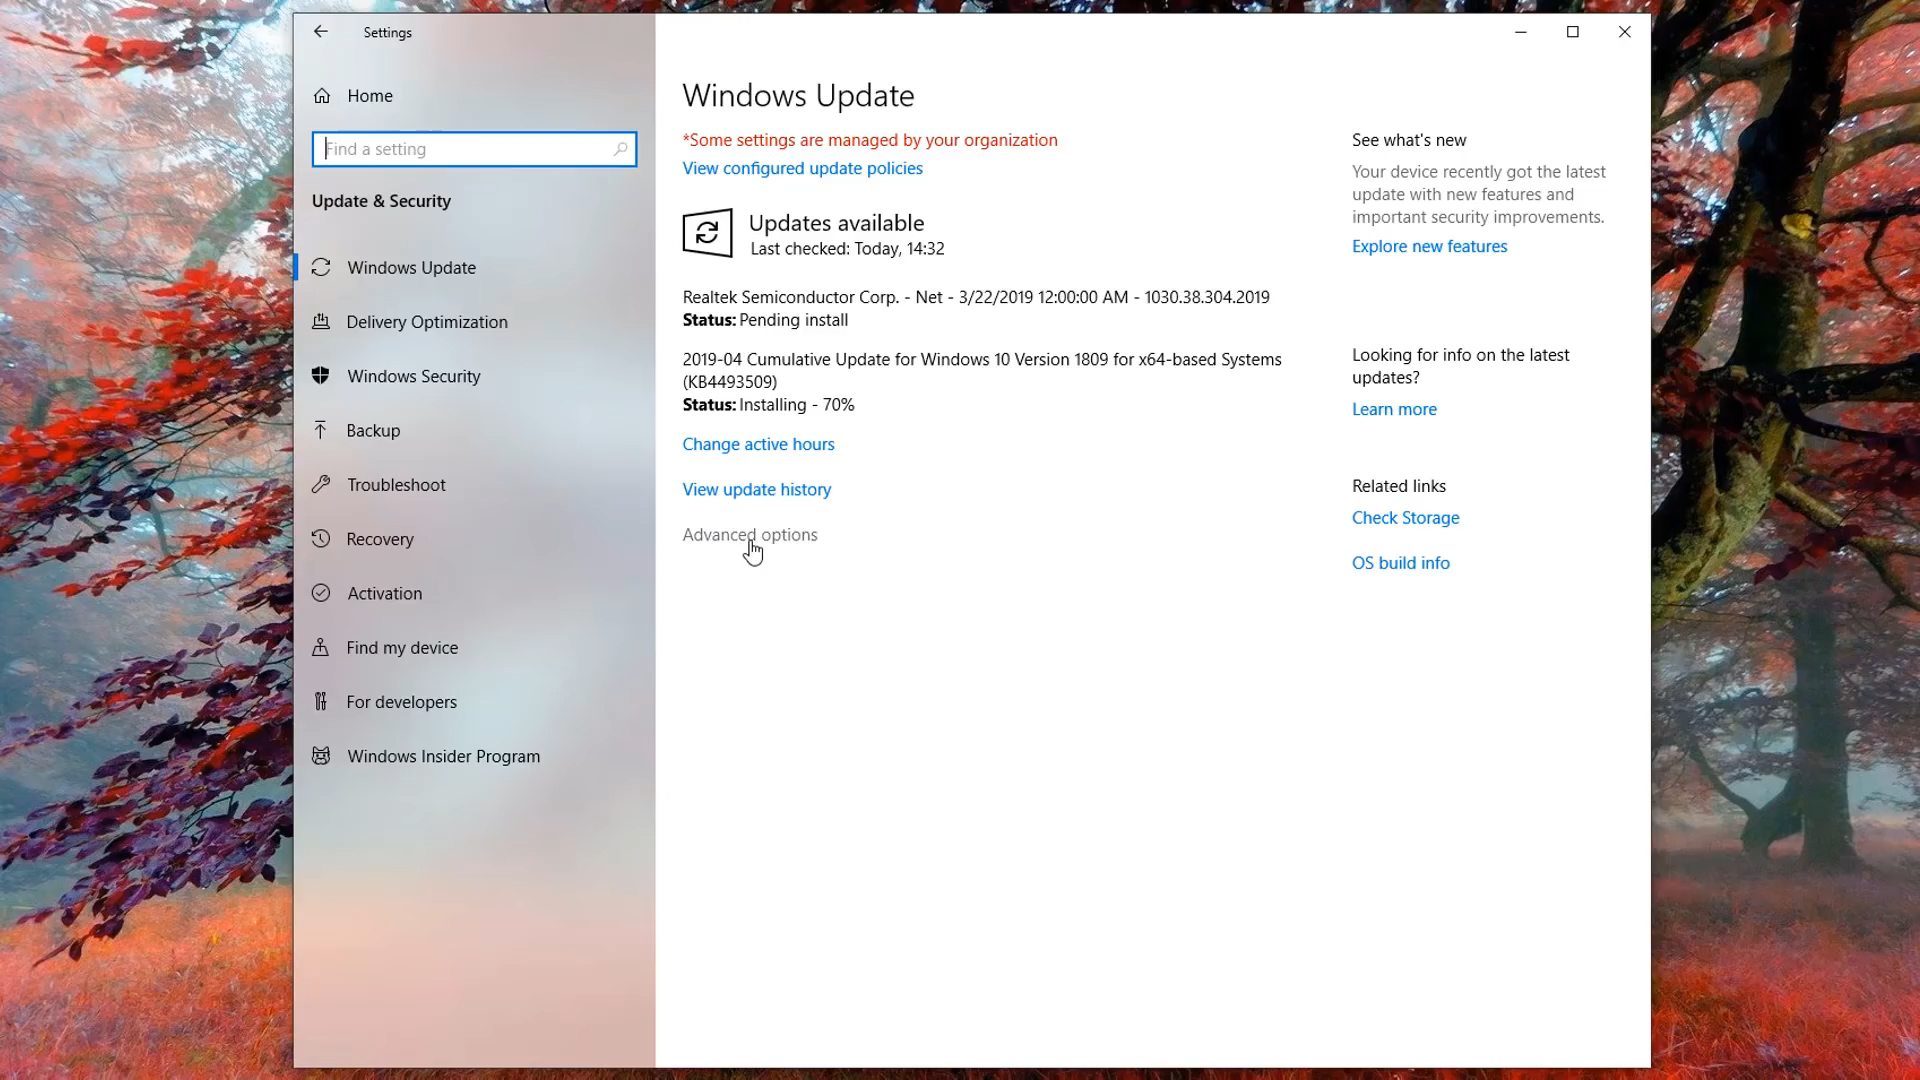 Settings
Home
Find a setting
Update & Security
Windows Update
Delivery Optimization
Windows Security
Backup
Troubleshoot
Recovery
Activation
Find my device
For developers
Windows Insider Program
Windows Update
*Some settings are managed by your organization
View configured update policies
Updates available
Last checked: Today, 14:32
Realtek Semiconductor Corp. - Net - 3/22/2019 12:00:00 AM - 1030.38.304.2019
Status: Pending install
2019-04 Cumulative Update for Windows 10 Version 1809 for x64-based Systems
(KB4493509)
Status: Installing - 70%
Change active hours
View update history
Advanced options
See what's new
Your device recently got the latest
update with new features and
important security improvements.
Explore new features
Looking for info on the latest
updates?
Learn more
Related links
Check Storage
OS build info